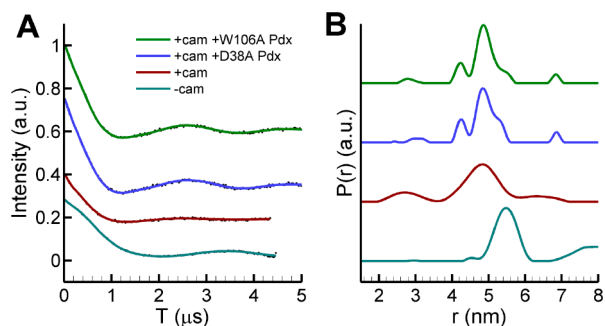 A
B
+cam +W106A Pdx
+cam +D38A Pdx
+cam
-cam
Intensity (a.u.)
1
0.8
0.6
0.4
0.2
0
0 1 2 3 4 5
T (μs)
P(r) (a.u.)
2 3 4 5 6 7 8
r (nm)